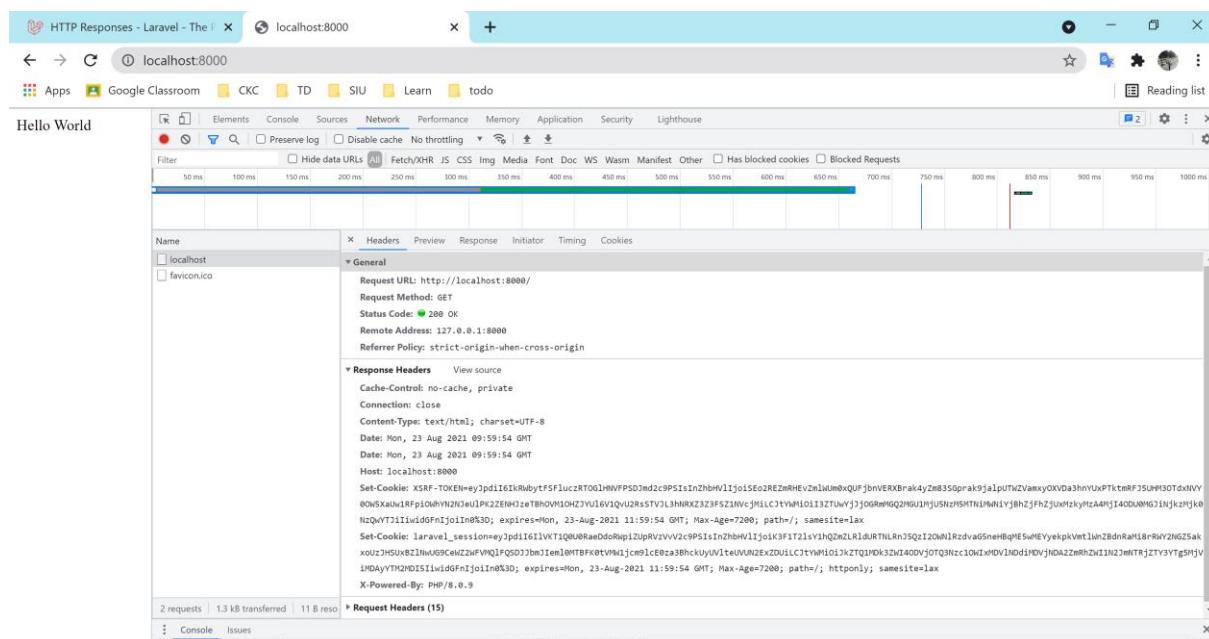 HTTP Responses - Laravel - The
localhost:8000
localhost:8000
Apps Google Classroom CKC TD SIU Learn todo Reading list
Hello World
Elements Console Sources Network Performance Memory Application Security Lighthouse 2
Preserve log Disable cache No throttling
Filter Hide data URLs All Fetch/XHR JS CSS Img Media Font Doc WS Wasm Manifest Other Has blocked cookies Blocked Requests
50 ms 100 ms 150 ms 200 ms 250 ms 300 ms 350 ms 400 ms 450 ms 500 ms 550 ms 600 ms 650 ms 700 ms 750 ms 800 ms 850 ms 900 ms 950 ms 1000 ms
Name
localhost
favicon.ico
Headers Preview Response Initiator Timing Cookies
General
Request URL: http://localhost:8000/
Request Method: GET
Status Code: 200 OK
Remote Address: 127.0.0.1:8000
Referrer Policy: strict-origin-when-cross-origin
Response Headers View source
Cache-Control: no-cache, private
Connection: close
Content-Type: text/html; charset=UTF-8
Date: Mon, 23 Aug 2021 09:59:54 GMT
Date: Mon, 23 Aug 2021 09:59:54 GMT
Host: localhost:8000
Set-Cookie:
expires=Mon, 23-Aug-2021 11:59:54 GMT; Max-Age=7200; path=/; samesite=lax
Set-Cookie:
expires=Mon, 23-Aug-2021 11:59:54 GMT; Max-Age=7200; path=/; httponly; samesite=lax
X-Powered-By: PHP/8.0.9
Request Headers (15)
2 requests 1.3 kB transferred 11 B reso
Console Issues